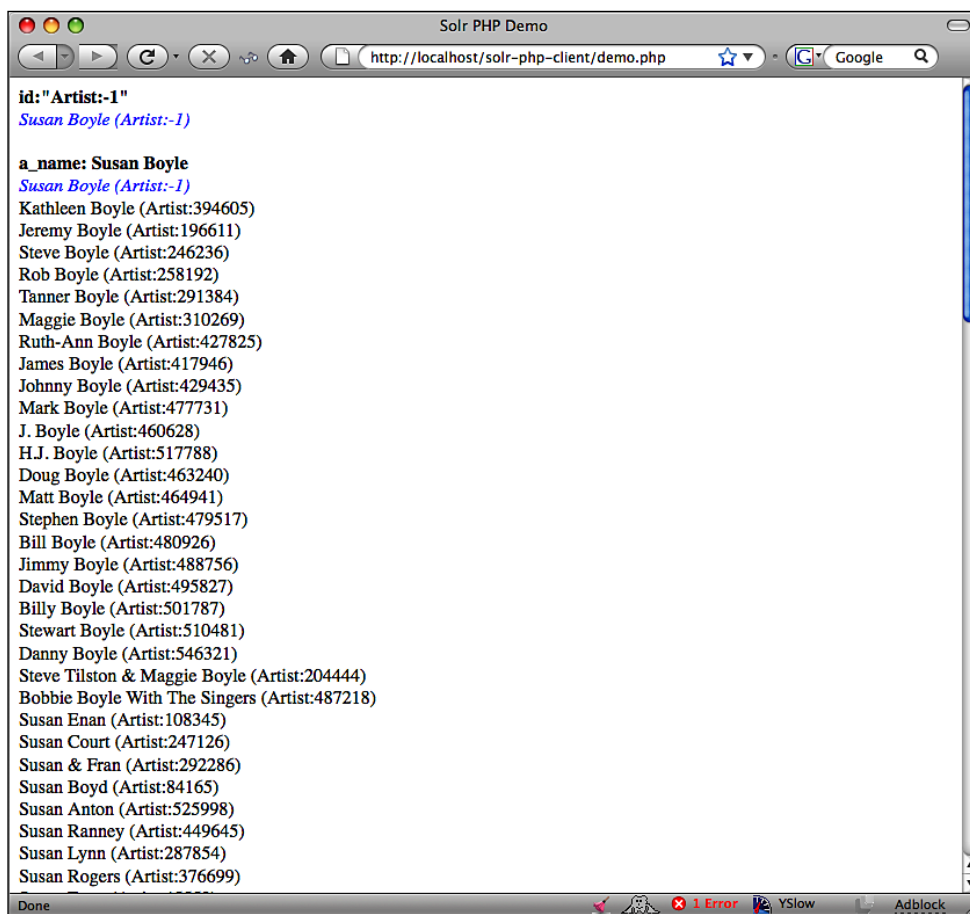 Solr PHP Demo
http://localhost/solr-php-client/demo.php
G Google
id:"Artist:-1"
Susan Boyle (Artist:-1)
a_name: Susan Boyle
Susan Boyle (Artist:-1)
Kathleen Boyle (Artist:394605)
Jeremy Boyle (Artist:196611)
Steve Boyle (Artist:246236)
Rob Boyle (Artist:258192)
Tanner Boyle (Artist:291384)
Maggie Boyle (Artist:310269)
Ruth-Ann Boyle (Artist:427825)
James Boyle (Artist:417946)
Johnny Boyle (Artist:429435)
Mark Boyle (Artist:477731)
J. Boyle (Artist:460628)
H.J. Boyle (Artist:517788)
Doug Boyle (Artist:463240)
Matt Boyle (Artist:464941)
Stephen Boyle (Artist:479517)
Bill Boyle (Artist:480926)
Jimmy Boyle (Artist:488756)
David Boyle (Artist:495827)
Billy Boyle (Artist:501787)
Stewart Boyle (Artist:510481)
Danny Boyle (Artist:546321)
Steve Tilston & Maggie Boyle (Artist:204444)
Bobbie Boyle With The Singers (Artist:487218)
Susan Enan (Artist:108345)
Susan Court (Artist:247126)
Susan & Fran (Artist:292286)
Susan Boyd (Artist:84165)
Susan Anton (Artist:525998)
Susan Ranney (Artist:449645)
Susan Lynn (Artist:287854)
Susan Rogers (Artist:376699)
Done
1 Error
YSlow
Adblock